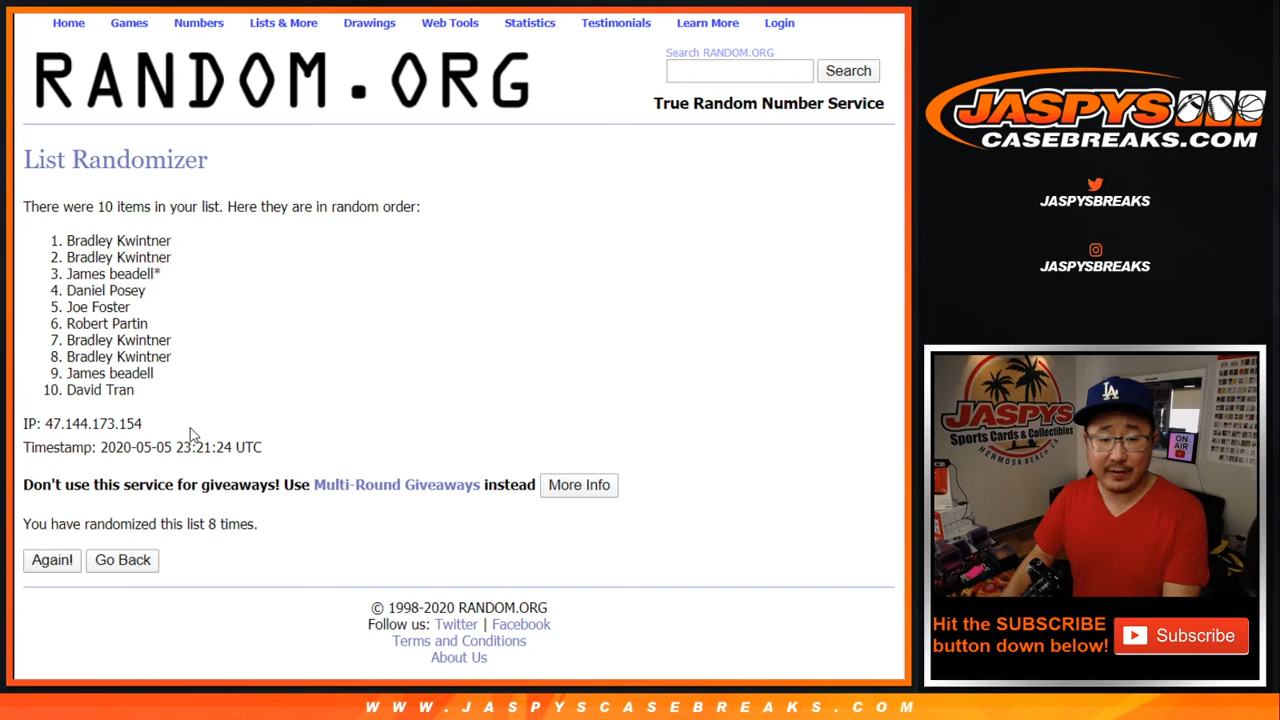 Home Games Numbers Lists & More Drawings Web Tools Statistics Testimonials Learn More Login
RANDOM.ORG
Search RANDOM.ORG
Search
True Random Number Service
List Randomizer
There were 10 items in your list. Here they are in random order:
1. Bradley Kwintner
2. Bradley Kwintner
3. James beadell*
4. Daniel Posey
5. Joe Foster
6. Robert Partin
7. Bradley Kwintner
8. Bradley Kwintner
9. James beadell
10. David Tran
IP: 47.144.173.154
Timestamp: 2020-05-05 23:21:24 UTC
Don't use this service for giveaways! Use Multi-Round Giveaways instead More Info
You have randomized this list 8 times.
Again! Go Back
© 1998-2020 RANDOM.ORG
Follow us: Twitter | Facebook
Terms and Conditions
About Us
JASPYS
CASEBREAKS.COM
JASPYSBREAKS
JASPYSBREAKS
JASPYS
Sports Cards & Collectibles
HERMOSA BEACH
LA
ON AIR
Hit the SUBSCRIBE
button down below!
Subscribe
WWW.JASPYSCASEBREAKS.COM